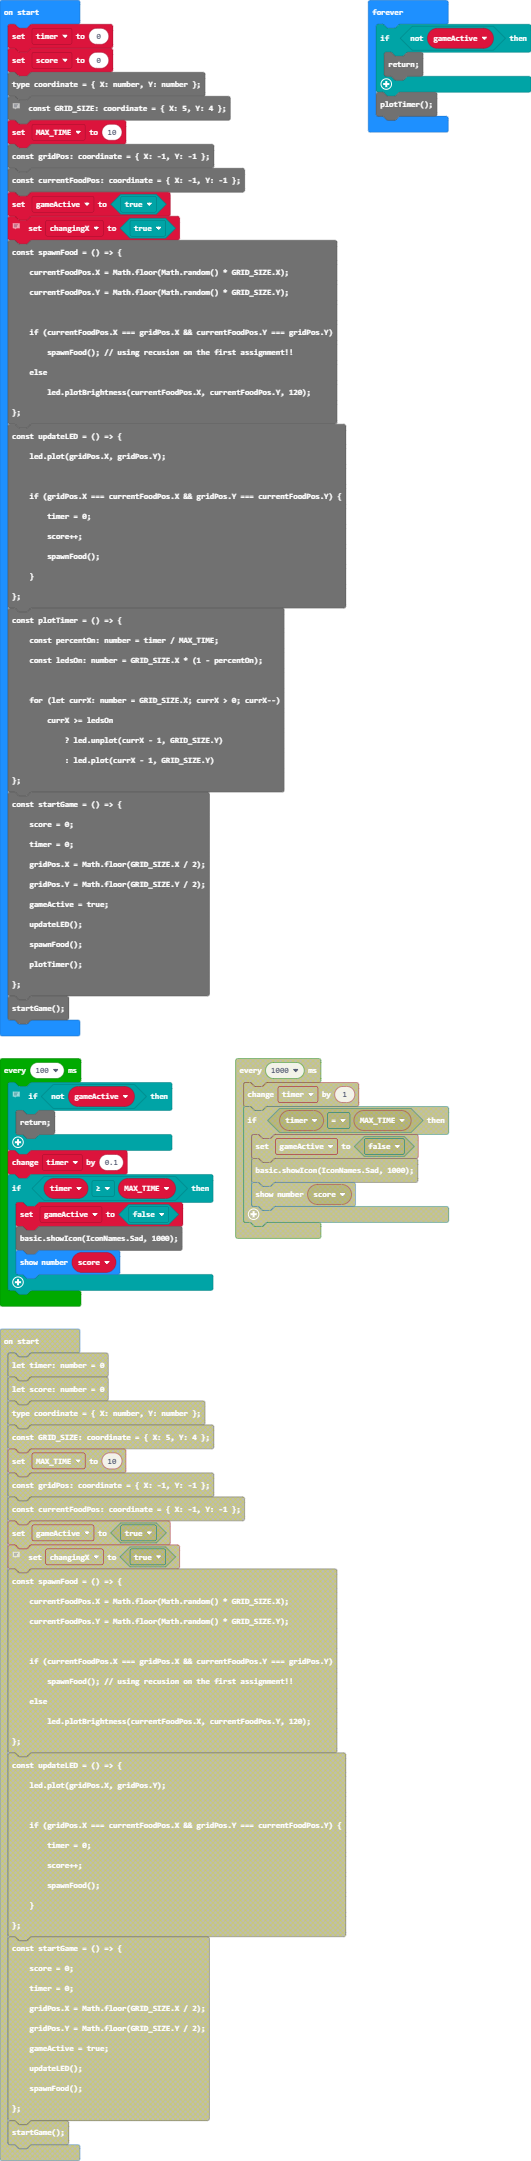 on start
set timer to 0
set score to 0
type coordinate = { X: number, Y: number };
const GRID_SIZE: coordinate = { X: 5, Y: 4 };
set MAX_TIME to 10
const gridPos: coordinate = { X: -1, Y: -1 };
const currentFoodPos: coordinate = { X: -1, Y: -1 };
set gameActive to true
set changingX to true
const spawnFood = () => {
currentFoodPos.X = Math.floor(Math.random() * GRID_SIZE.X);
currentFoodPos.Y = Math.floor(Math.random() * GRID_SIZE.Y);
if (currentFoodPos.X === gridPos.X && currentFoodPos.Y === gridPos.Y)
spawnFood(); // using recusion on the first assignment!!
else
led.plotBrightness(currentFoodPos.X, currentFoodPos.Y, 120);
};
const updateLED = () => {
led.plot(gridPos.X, gridPos.Y);
if (gridPos.X === currentFoodPos.X && gridPos.Y === currentFoodPos.Y) {
timer = 0;
score++;
spawnFood();
}
};
const plotTimer = () => {
const percentOn: number = timer / MAX_TIME;
const ledsOn: number = GRID_SIZE.X * (1 - percentOn);
for (let currX: number = GRID_SIZE.X; currX > 0; currX--)
currX >= ledsOn
? led.unplot(currX - 1, GRID_SIZE.Y)
: led.plot(currX - 1, GRID_SIZE.Y)
};
const startGame = () => {
score = 0;
timer = 0;
gridPos.X = Math.floor(GRID_SIZE.X / 2);
gridPos.Y = Math.floor(GRID_SIZE.Y / 2);
gameActive = true;
updateLED();
spawnFood();
plotTimer();
};
startGame();
forever
if not gameActive then
return;
plotTimer();
every 100 ms
if not gameActive then
return;
change timer by 0.1
if timer ≥ MAX_TIME then
set gameActive to false
basic.showIcon(IconNames.Sad, 1000);
show number score
every 1000 ms
change timer by 1
if timer = MAX_TIME then
set gameActive to false
basic.showIcon(IconNames.Sad, 1000);
show number score
on start
let timer: number = 0
let score: number = 0
type coordinate = { X: number, Y: number };
const GRID_SIZE: coordinate = { X: 5, Y: 4 };
set MAX_TIME to 10
const gridPos: coordinate = { X: -1, Y: -1 };
const currentFoodPos: coordinate = { X: -1, Y: -1 };
set gameActive to true
set changingX to true
const spawnFood = () => {
currentFoodPos.X = Math.floor(Math.random() * GRID_SIZE.X);
currentFoodPos.Y = Math.floor(Math.random() * GRID_SIZE.Y);
if (currentFoodPos.X === gridPos.X && currentFoodPos.Y === gridPos.Y)
spawnFood(); // using recusion on the first assignment!!
else
led.plotBrightness(currentFoodPos.X, currentFoodPos.Y, 120);
};
const updateLED = () => {
led.plot(gridPos.X, gridPos.Y);
if (gridPos.X === currentFoodPos.X && gridPos.Y === currentFoodPos.Y) {
timer = 0;
score++;
spawnFood();
}
};
const startGame = () => {
score = 0;
timer = 0;
gridPos.X = Math.floor(GRID_SIZE.X / 2);
gridPos.Y = Math.floor(GRID_SIZE.Y / 2);
gameActive = true;
updateLED();
spawnFood();
};
startGame();